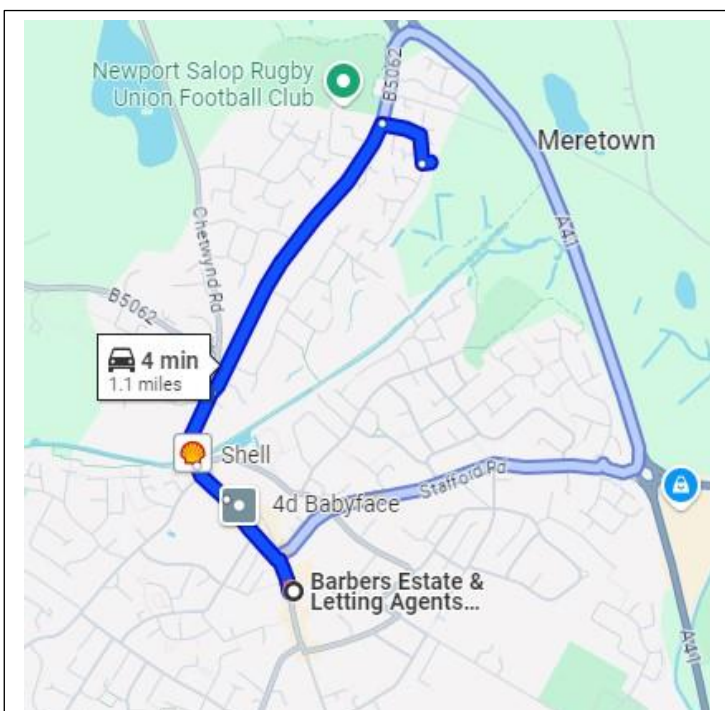 Newport Salop Rugby
Union Football Club
B5062
Meretown
A41
Chetwynd Rd
B5062
4 min
1.1 miles
Shell
4d Babyface
Stafford Rd
Barbers Estate &
Letting Agents...
A41